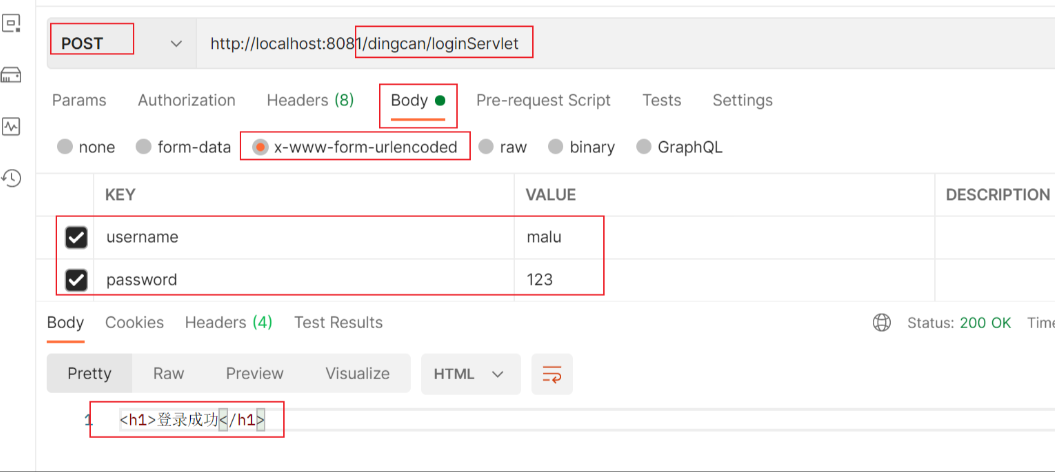 POST http://localhost:8081/dingcan/loginServlet
Params Authorization Headers (8) Body Pre-request Script Tests Settings
none form-data x-www-form-urlencoded raw binary GraphQL
KEY VALUE DESCRIPTION
username malu
password 123
Body Cookies Headers (4) Test Results Status: 200 OK Time
Pretty Raw Preview Visualize HTML
1 <h1>登录成功</h1>